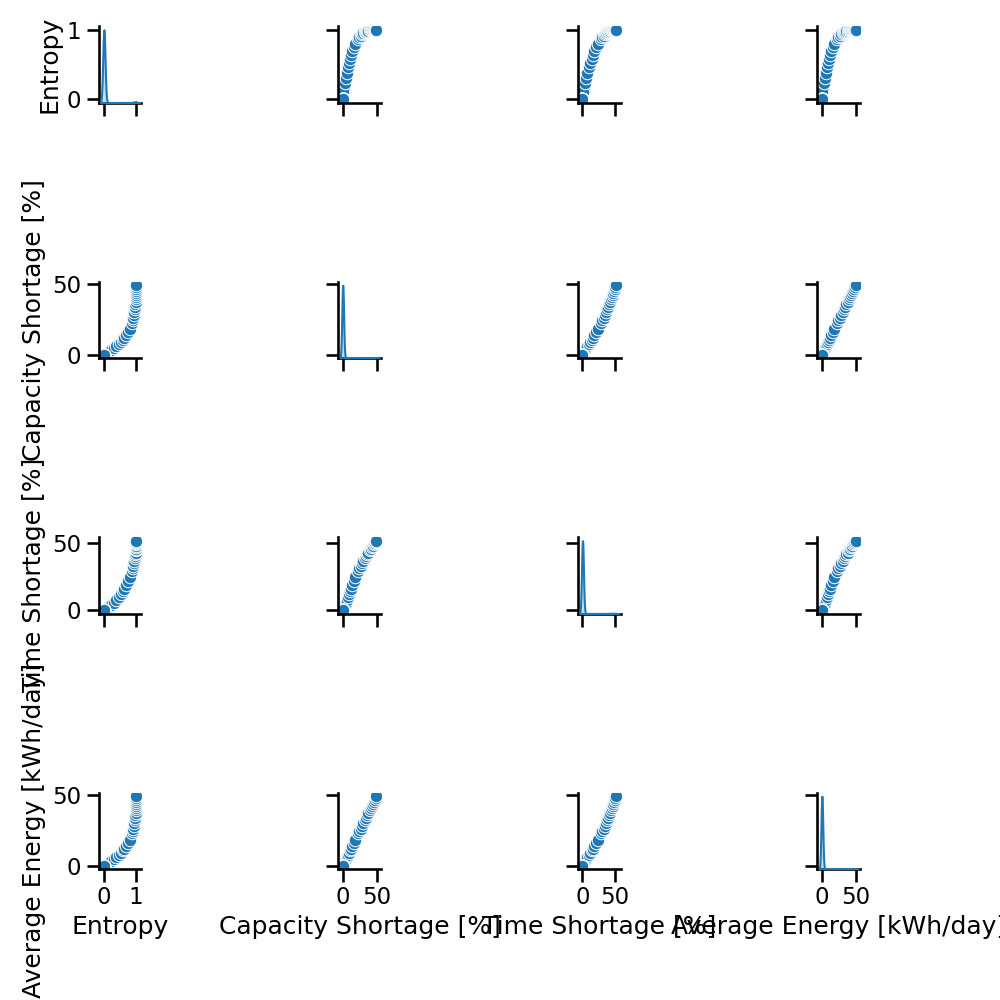 Entropy
1
0
Capacity Shortage [%]
50
0
Time Shortage [%]
50
0
Average Energy [kWh/day]
50
0
0 1 0 50 0 50 0 50
Entropy Capacity Shortage [%] Time Shortage [%] Average Energy [kWh/day]